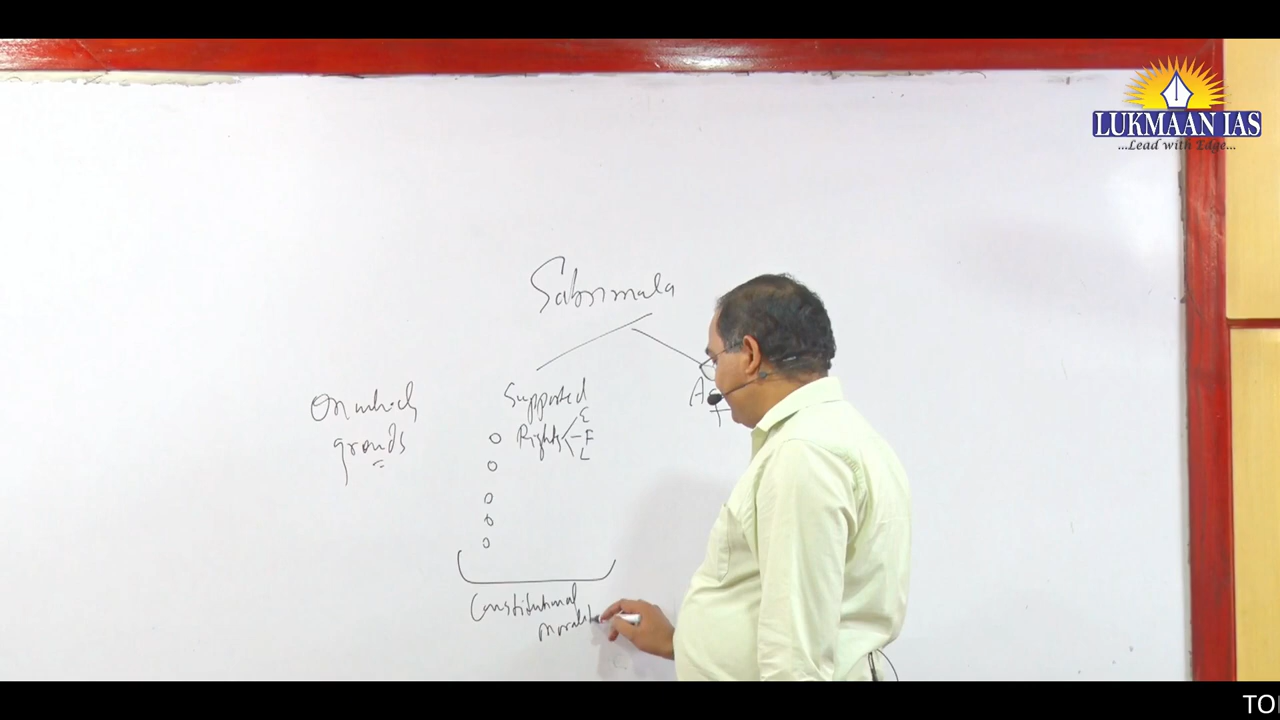 LUKMAAN IAS
...Lead with Edge...
Sabrimala
On which
grounds
Supported
Rights E
F
L
Constitutional
morality
TO